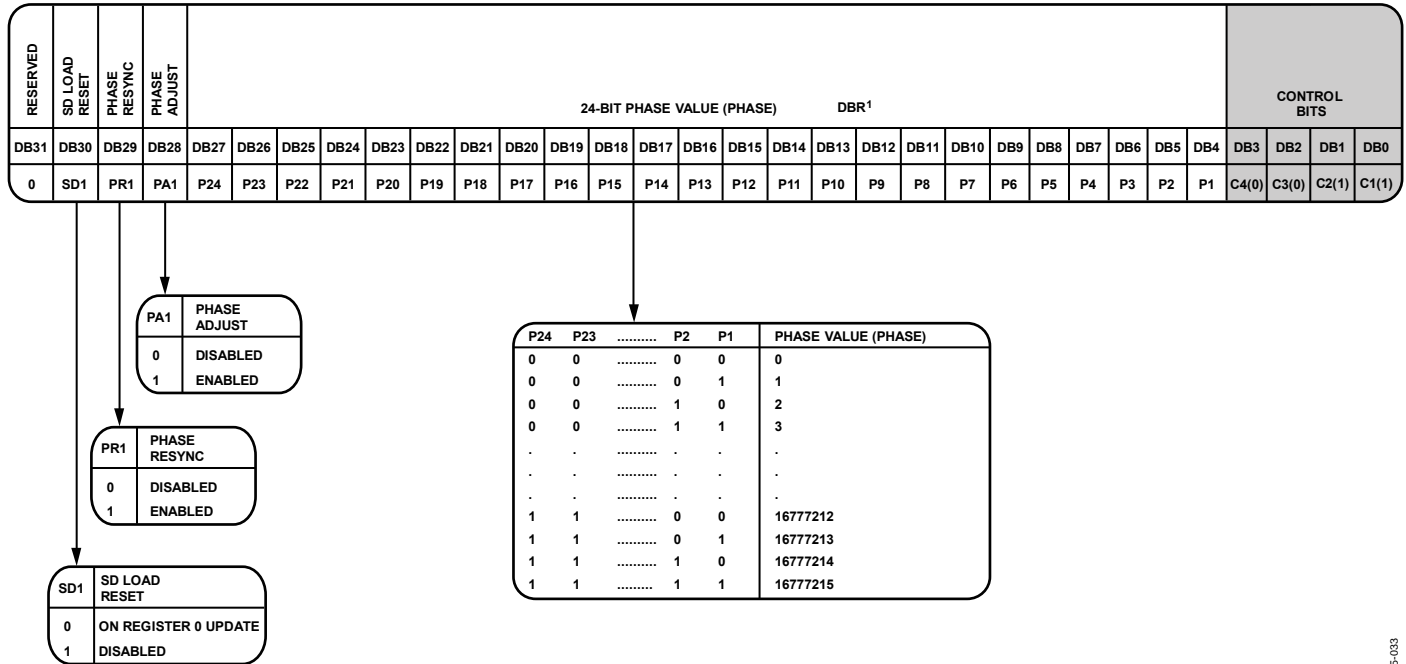 RESERVED
SD LOAD
RESET
PHASE
RESYNC
PHASE
ADJUST
24-BIT PHASE VALUE (PHASE) DBR1
CONTROL
BITS
DB31 DB30 DB29 DB28 DB27 DB26 DB25 DB24 DB23 DB22 DB21 DB20 DB19 DB18 DB17 DB16 DB15 DB14 DB13 DB12 DB11 DB10 DB9 DB8 DB7 DB6 DB5 DB4 DB3 DB2 DB1 DB0
0 SD1 PR1 PA1 P24 P23 P22 P21 P20 P19 P18 P17 P16 P15 P14 P13 P12 P11 P10 P9 P8 P7 P6 P5 P4 P3 P2 P1 C4(0) C3(0) C2(1) C1(1)
PA1 PHASE
ADJUST
0 DISABLED
1 ENABLED
PR1 PHASE
RESYNC
0 DISABLED
1 ENABLED
SD1 SD LOAD
RESET
0 ON REGISTER 0 UPDATE
1 DISABLED
P24 P23 .......... P2 P1 PHASE VALUE (PHASE)
0 0 .......... 0 0 0
0 0 .......... 0 1 1
0 0 .......... 1 0 2
0 0 .......... 1 1 3
. . .......... . . .
. . .......... . . .
. . .......... . . .
1 1 .......... 0 0 16777212
1 1 .......... 0 1 16777213
1 1 .......... 1 0 16777214
1 1 ......... 1 1 16777215